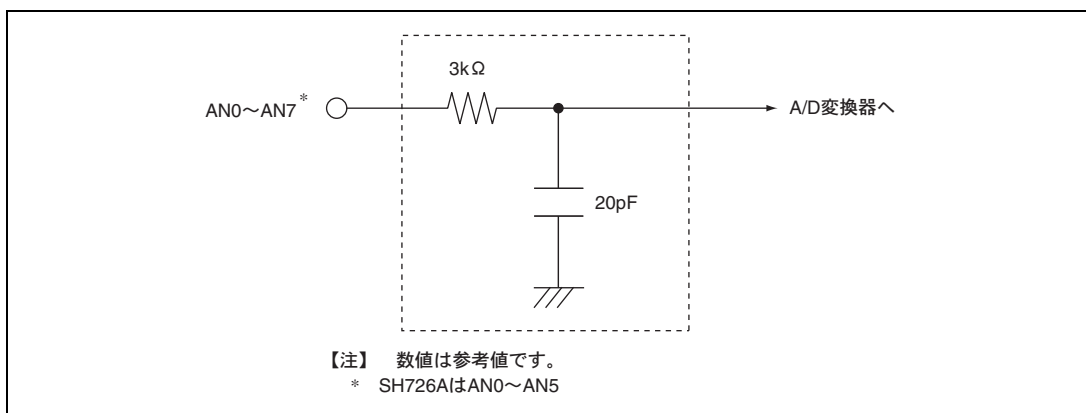 3kΩ
AN0～AN7*
A/D変換器へ
20pF
【注】 数値は参考値です。
* SH726AはAN0～AN5